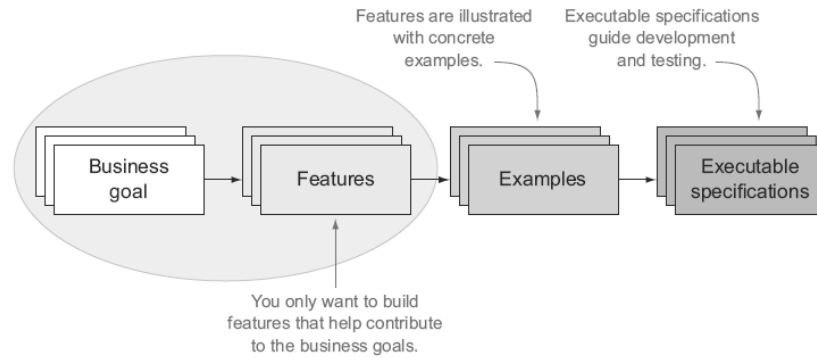 Features are illustrated
with concrete
examples.
Executable specifications
guide development
and testing.
Business
goal
Features
Examples
Executable
specifications
You only want to build
features that help contribute
to the business goals.